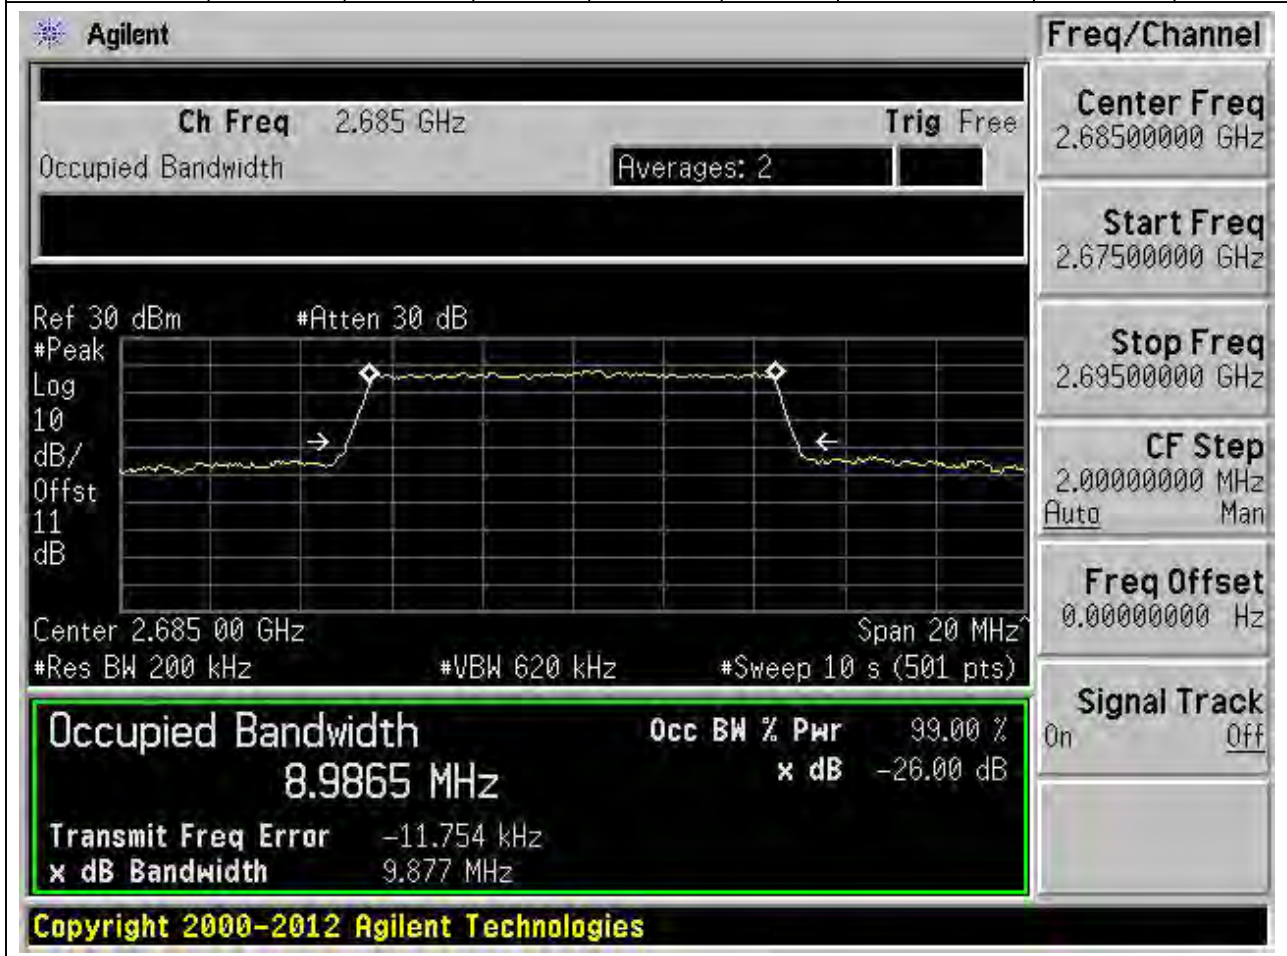 Agilent
Freq/Channel
Ch Freq 2.685 GHz
Trig Free
Occupied Bandwidth
Averages: 2
Center Freq
2.68500000 GHz
Start Freq
2.67500000 GHz
Stop Freq
2.69500000 GHz
CF Step
2.00000000 MHz
Auto Man
Freq Offset
0.00000000 Hz
Signal Track
On Off
Ref 30 dBm #Atten 30 dB
#Peak
Log
10
dB/
Offst
11
dB
Center 2.685 00 GHz Span 20 MHz^
#Res BW 200 kHz #VBW 620 kHz #Sweep 10 s (501 pts)
Occupied Bandwidth
8.9865 MHz
Occ BW % Pwr 99.00 %
x dB -26.00 dB
Transmit Freq Error -11.754 kHz
x dB Bandwidth 9.877 MHz
Copyright 2000-2012 Agilent Technologies